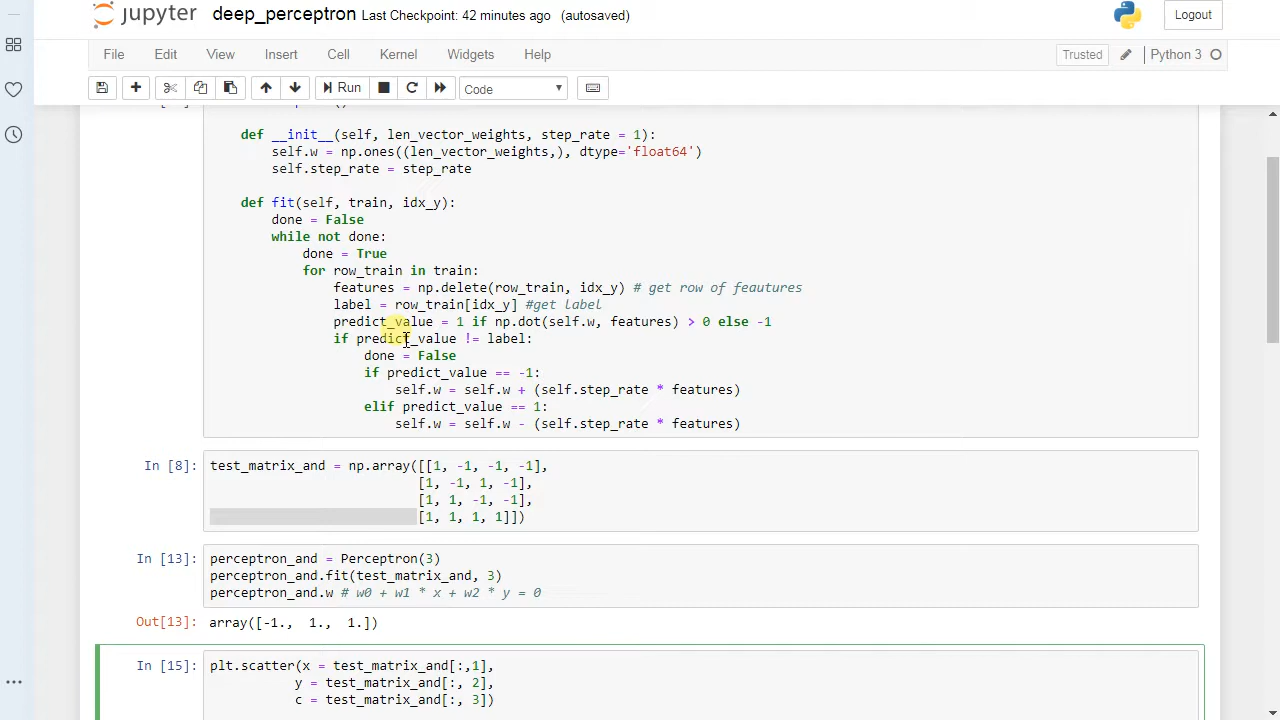 jupyter deep_perceptron Last Checkpoint: 42 minutes ago (autosaved) Logout
File Edit View Insert Cell Kernel Widgets Help Trusted Python 3
Run Code
def __init__(self, len_vector_weights, step_rate = 1):
self.w = np.ones((len_vector_weights,), dtype='float64')
self.step_rate = step_rate
def fit(self, train, idx_y):
done = False
while not done:
done = True
for row_train in train:
features = np.delete(row_train, idx_y) # get row of feautures
label = row_train[idx_y] #get label
predict_value = 1 if np.dot(self.w, features) > 0 else -1
if predict_value != label:
done = False
if predict_value == -1:
self.w = self.w + (self.step_rate * features)
elif predict_value == 1:
self.w = self.w - (self.step_rate * features)
In [8]: test_matrix_and = np.array([[1, -1, -1, -1],
[1, -1, 1, -1],
[1, 1, -1, -1],
[1, 1, 1, 1]])
In [13]: perceptron_and = Perceptron(3)
perceptron_and.fit(test_matrix_and, 3)
perceptron_and.w # w0 + w1 * x + w2 * y = 0
Out[13]: array([-1., 1., 1.])
In [15]: plt.scatter(x = test_matrix_and[:,1],
y = test_matrix_and[:, 2],
c = test_matrix_and[:, 3])